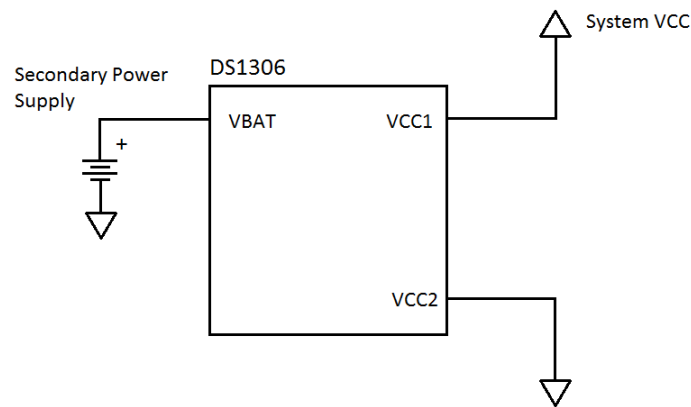 System VCC
Secondary Power
Supply
DS1306
+
VBAT
VCC1
VCC2